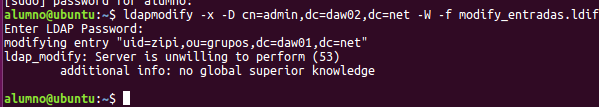 [sudo] password for alumno:
alumno@ubuntu:~$ ldapmodify -x -D cn=admin,dc=daw02,dc=net -W -f modify_entradas.ldif
Enter LDAP Password:
modifying entry "uid=zipi,ou=grupos,dc=daw01,dc=net"
ldap_modify: Server is unwilling to perform (53)
additional info: no global superior knowledge
alumno@ubuntu:~$